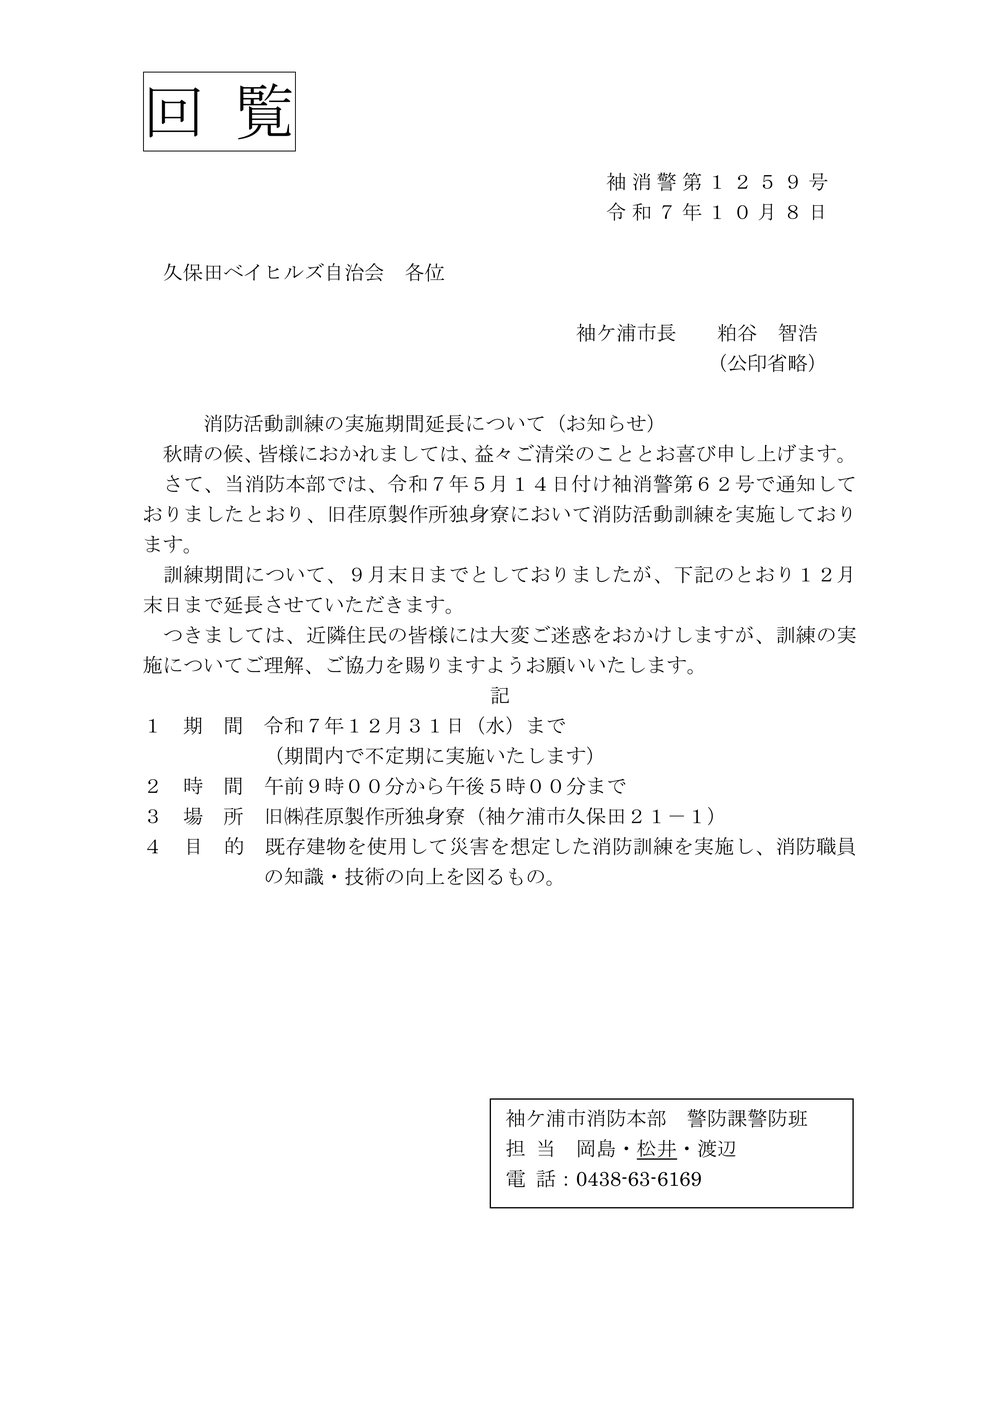 回　覧
袖消警第１２５９号
令和７年１０月８日
久保田ベイヒルズ自治会　各位
袖ケ浦市長　　粕谷　智浩
（公印省略）
消防活動訓練の実施期間延長について（お知らせ）
秋晴の候、皆様におかれましては、益々ご清栄のこととお喜び申し上げます。
さて、当消防本部では、令和７年５月１４日付け袖消警第６２号で通知して
おりましたとおり、旧荏原製作所独身寮において消防活動訓練を実施しており
ます。
訓練期間について、９月末日までとしておりましたが、下記のとおり１２月
末日まで延長させていただきます。
つきましては、近隣住民の皆様には大変ご迷惑をおかけしますが、訓練の実
施についてご理解、ご協力を賜りますようお願いいたします。
記
１　期　間　令和７年１２月３１日（水）まで
（期間内で不定期に実施いたします）
２　時　間　午前９時００分から午後５時００分まで
３　場　所　旧㈱荏原製作所独身寮（袖ケ浦市久保田２１－１）
４　目　的　既存建物を使用して災害を想定した消防訓練を実施し、消防職員
の知識・技術の向上を図るもの。
袖ケ浦市消防本部　警防課警防班
担　当　岡島・松井・渡辺
電　話：0438-63-6169